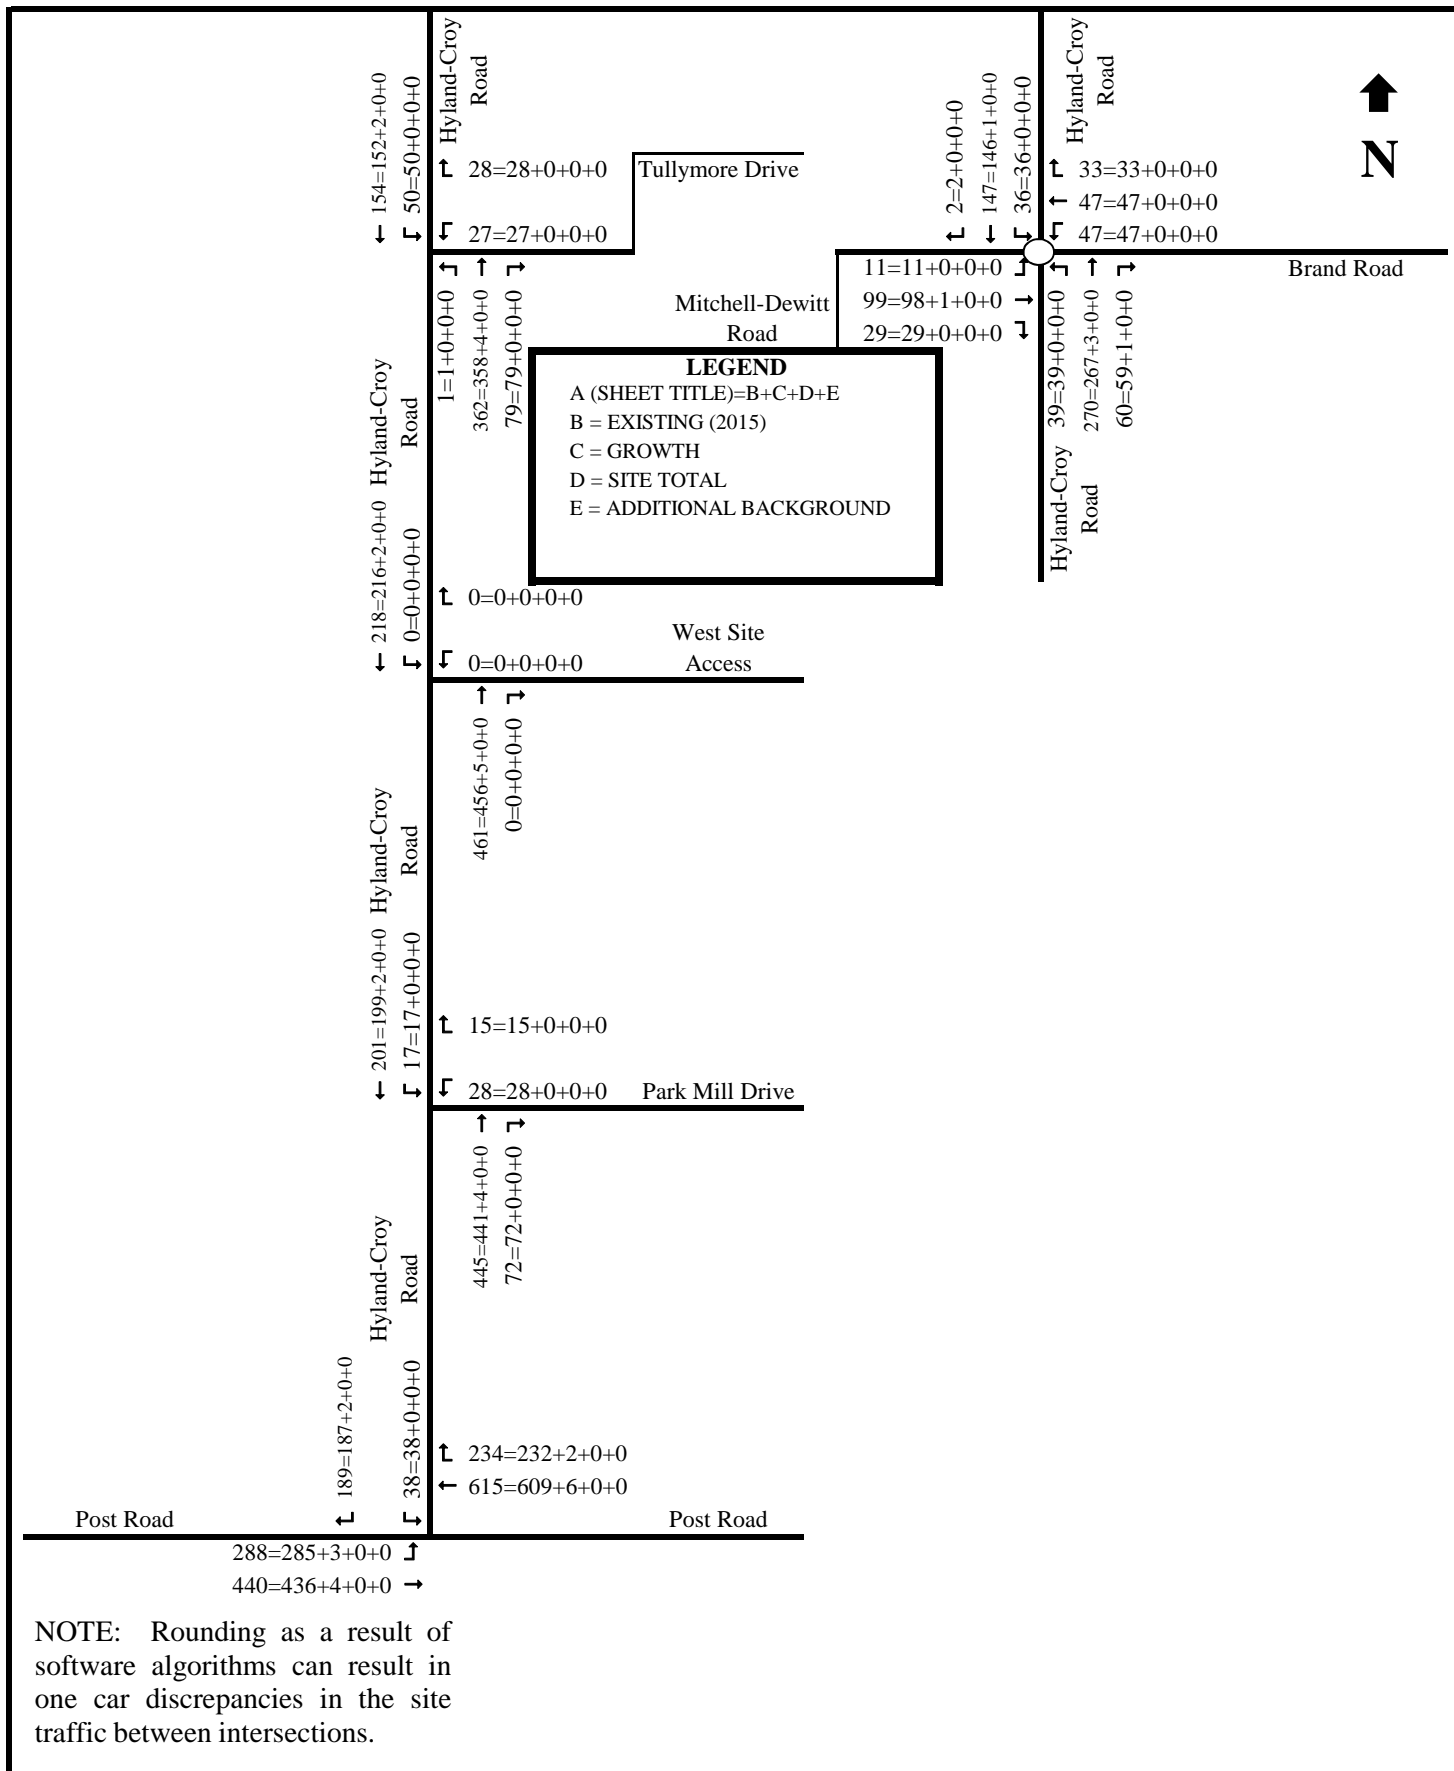 154=152+2+0+0
50=50+0+0+0
Hyland-Croy
Road
28=28+0+0+0
27=27+0+0+0
Tullymore Drive
1=1+0+0+0
362=358+4+0+0
79=79+0+0+0
2=2+0+0+0
147=146+1+0+0
36=36+0+0+0
Hyland-Croy
Road
33=33+0+0+0
47=47+0+0+0
47=47+0+0+0
N
Brand Road
Mitchell-Dewitt
Road
11=11+0+0+0
99=98+1+0+0
29=29+0+0+0
39=39+0+0+0
270=267+3+0+0
60=59+1+0+0
Hyland-Croy
Road
LEGEND
A (SHEET TITLE)=B+C+D+E
B = EXISTING (2015)
C = GROWTH
D = SITE TOTAL
E = ADDITIONAL BACKGROUND
Hyland-Croy
Road
218=216+2+0+0
0=0+0+0+0
0=0+0+0+0
0=0+0+0+0
West Site
Access
461=456+5+0+0
0=0+0+0+0
Hyland-Croy
Road
201=199+2+0+0
17=17+0+0+0
15=15+0+0+0
28=28+0+0+0
Park Mill Drive
445=441+4+0+0
72=72+0+0+0
Hyland-Croy
Road
189=187+2+0+0
38=38+0+0+0
234=232+2+0+0
615=609+6+0+0
Post Road
Post Road
288=285+3+0+0
440=436+4+0+0
NOTE: Rounding as a result of
software algorithms can result in
one car discrepancies in the site
traffic between intersections.